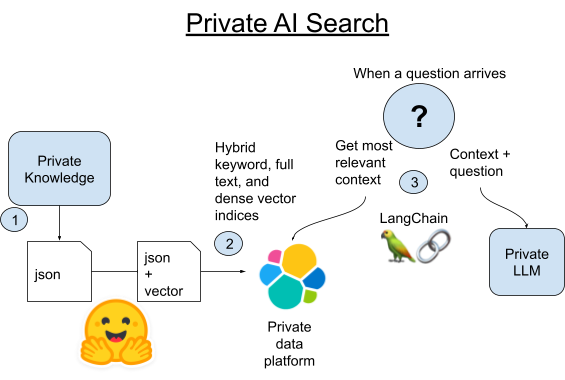 Private AI Search
When a question arrives
?
Hybrid
keyword, full
text, and
dense vector
indices
Get most
relevant
context
3
Context +
question
Private
Knowledge
1
2
LangChain
json
json
+
vector
Private
LLM
Private
data
platform